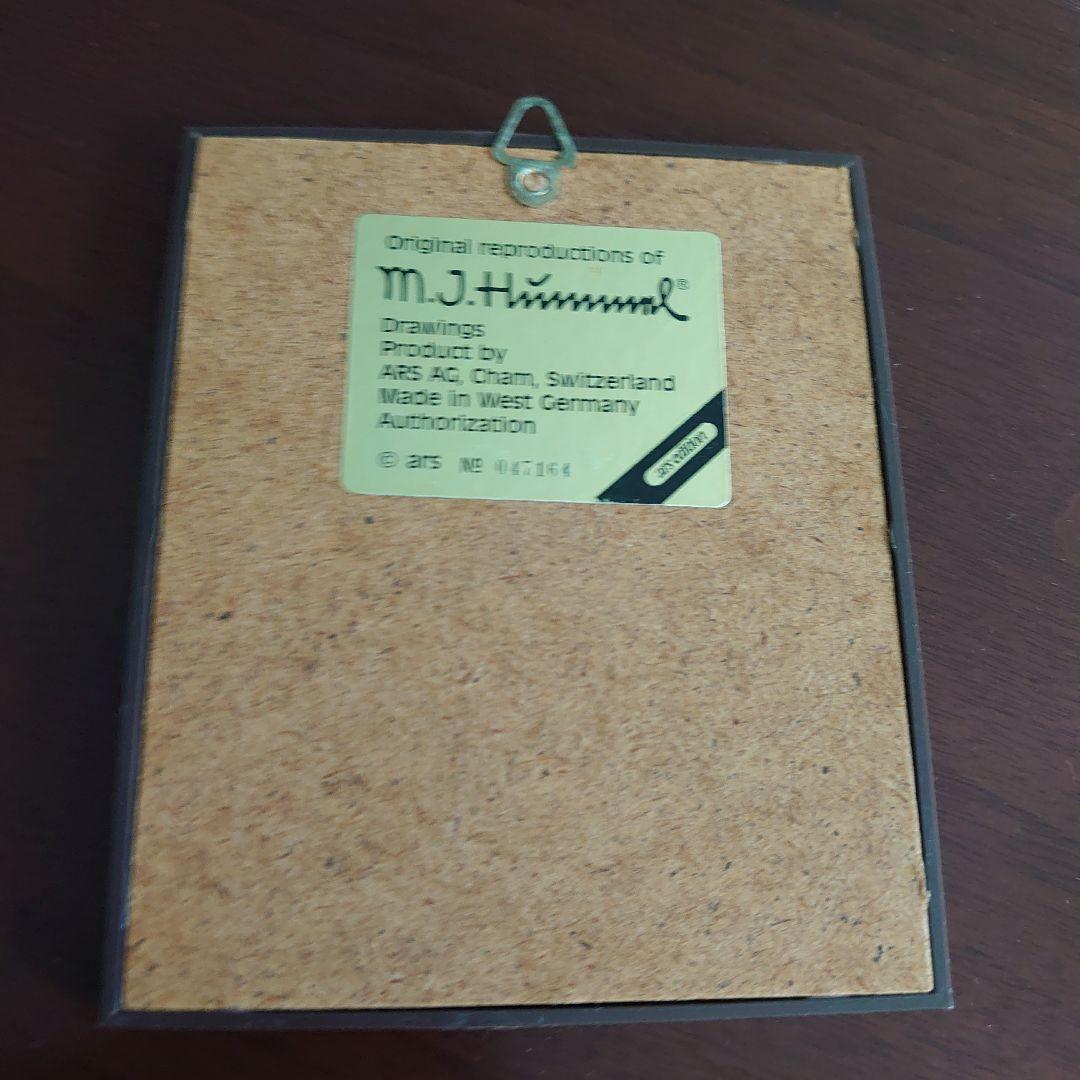 Original reproductions of
M.J.Hummel®
Drawings
Product by
ARS AG, Cham, Switzerland
Made in West Germany
Authorization
© ars Nº 047164
ars edition